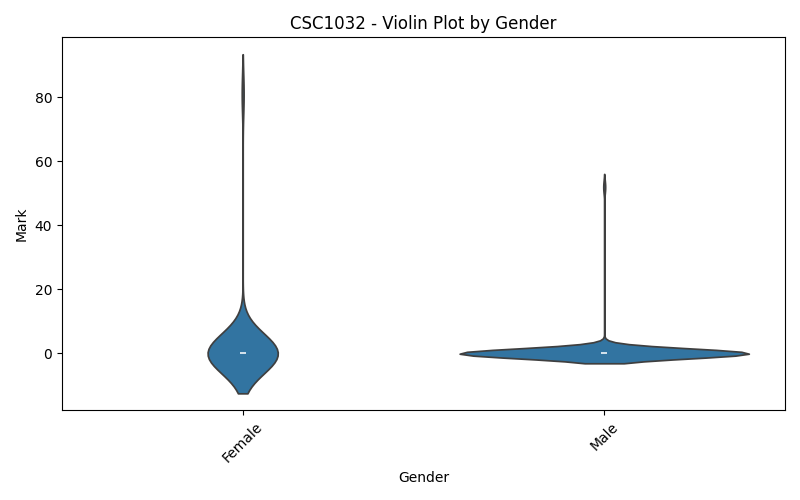 CSC1032 - Violin Plot by Gender
80
60
40
20
0
Mark
Female
Male
Gender